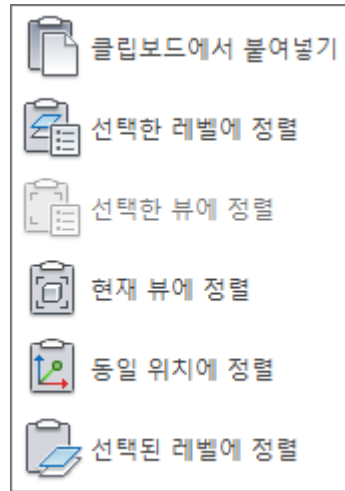 클립보드에서 붙여넣기
선택한 레벨에 정렬
선택한 뷰에 정렬
현재 뷰에 정렬
동일 위치에 정렬
선택된 레벨에 정렬